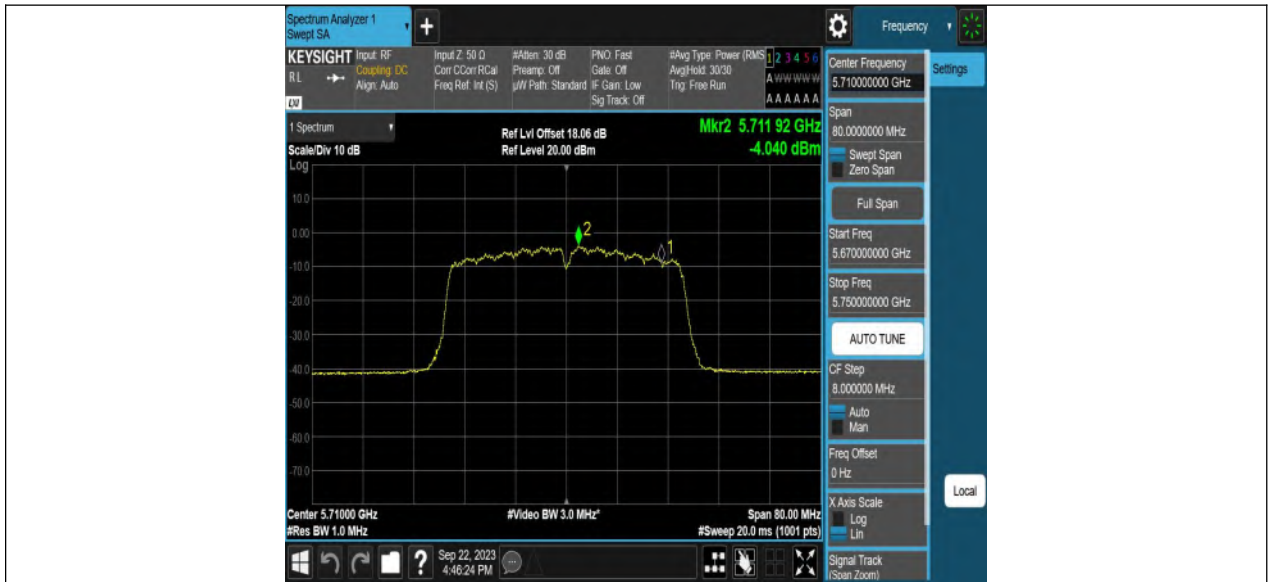 Spectrum Analyzer 1
Swept SA
+
Frequency
KEYSIGHT
RL
LXI
Input: RF
Coupling: DC
Align: Auto
Input Z: 50 Ω
Corr CCorr RCal
Freq Ref: Int (S)
#Atten: 30 dB
Preamp: Off
µW Path: Standard
PNO: Fast
Gate: Off
IF Gain: Low
Sig Track: Off
#Avg Type: Power (RMS
Avg|Hold: 30/30
Trig: Free Run
1 2 3 4 5 6
A W W W W W
A A A A A A
1 Spectrum
Scale/Div 10 dB
Ref Lvl Offset 18.06 dB
Ref Level 20.00 dBm
Mkr2 5.711 92 GHz
-4.040 dBm
Log
10.0
0.00
-10.0
-20.0
-30.0
-40.0
-50.0
-60.0
-70.0
2
1
Center 5.71000 GHz
#Res BW 1.0 MHz
#Video BW 3.0 MHz*
Span 80.00 MHz
#Sweep 20.0 ms (1001 pts)
?
Sep 22, 2023
4:46:24 PM
Center Frequency
5.710000000 GHz
Span
80.0000000 MHz
Swept Span
Zero Span
Full Span
Start Freq
5.670000000 GHz
Stop Freq
5.750000000 GHz
AUTO TUNE
CF Step
8.000000 MHz
Auto
Man
Freq Offset
0 Hz
X Axis Scale
Log
Lin
Signal Track
(Span Zoom)
Settings
Local